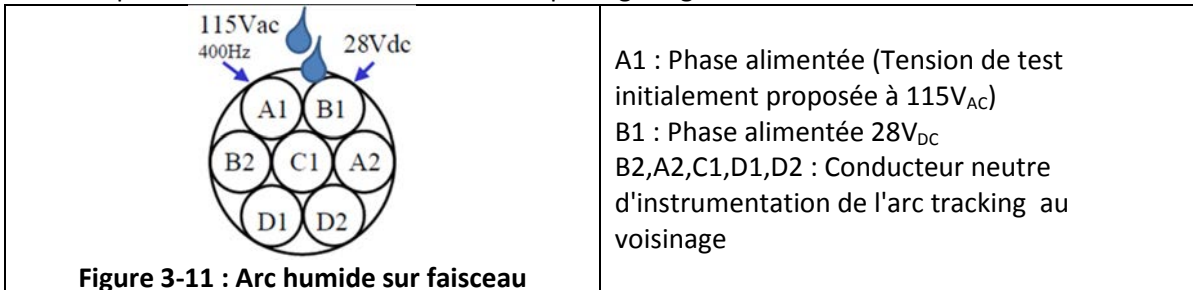 115Vac
400Hz
28Vdc
A1 B1
B2 C1 A2
D1 D2
Figure 3-11 : Arc humide sur faisceau
A1 : Phase alimentée (Tension de test
initialement proposée à 115VAC)
B1 : Phase alimentée 28VDC
B2,A2,C1,D1,D2 : Conducteur neutre
d'instrumentation de l'arc tracking au
voisinage